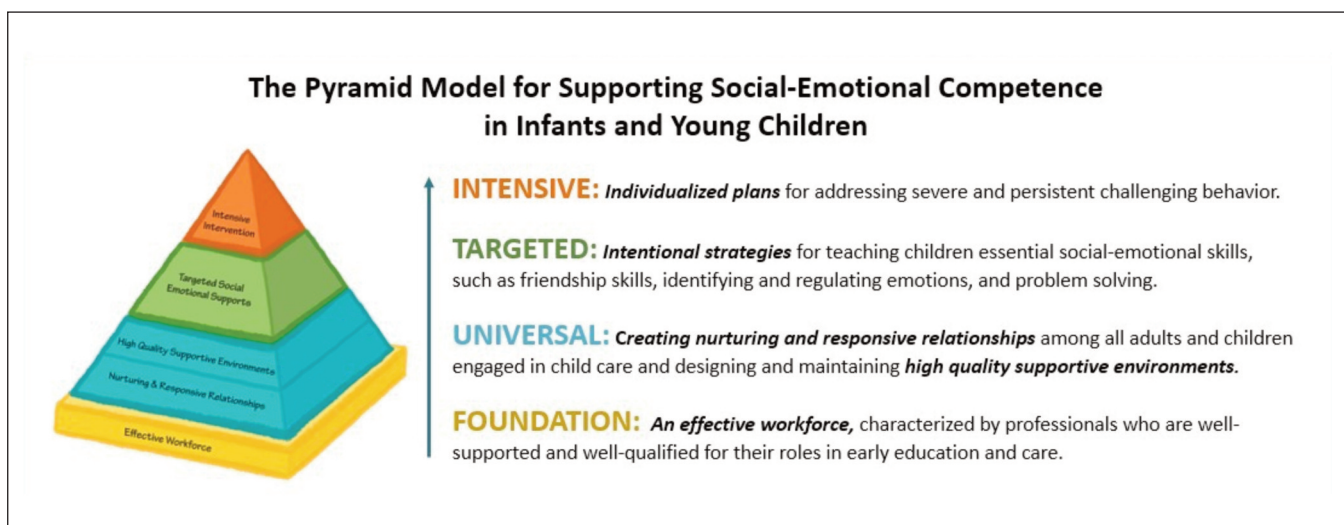 The Pyramid Model for Supporting Social-Emotional Competence
in Infants and Young Children
Intensive
Intervention
Targeted Social
Emotional Supports
High Quality Supportive Environments
Nurturing & Responsive Relationships
Effective Workforce
INTENSIVE: Individualized plans for addressing severe and persistent challenging behavior.
TARGETED: Intentional strategies for teaching children essential social-emotional skills,
such as friendship skills, identifying and regulating emotions, and problem solving.
UNIVERSAL: Creating nurturing and responsive relationships among all adults and children
engaged in child care and designing and maintaining high quality supportive environments.
FOUNDATION: An effective workforce, characterized by professionals who are well-
supported and well-qualified for their roles in early education and care.